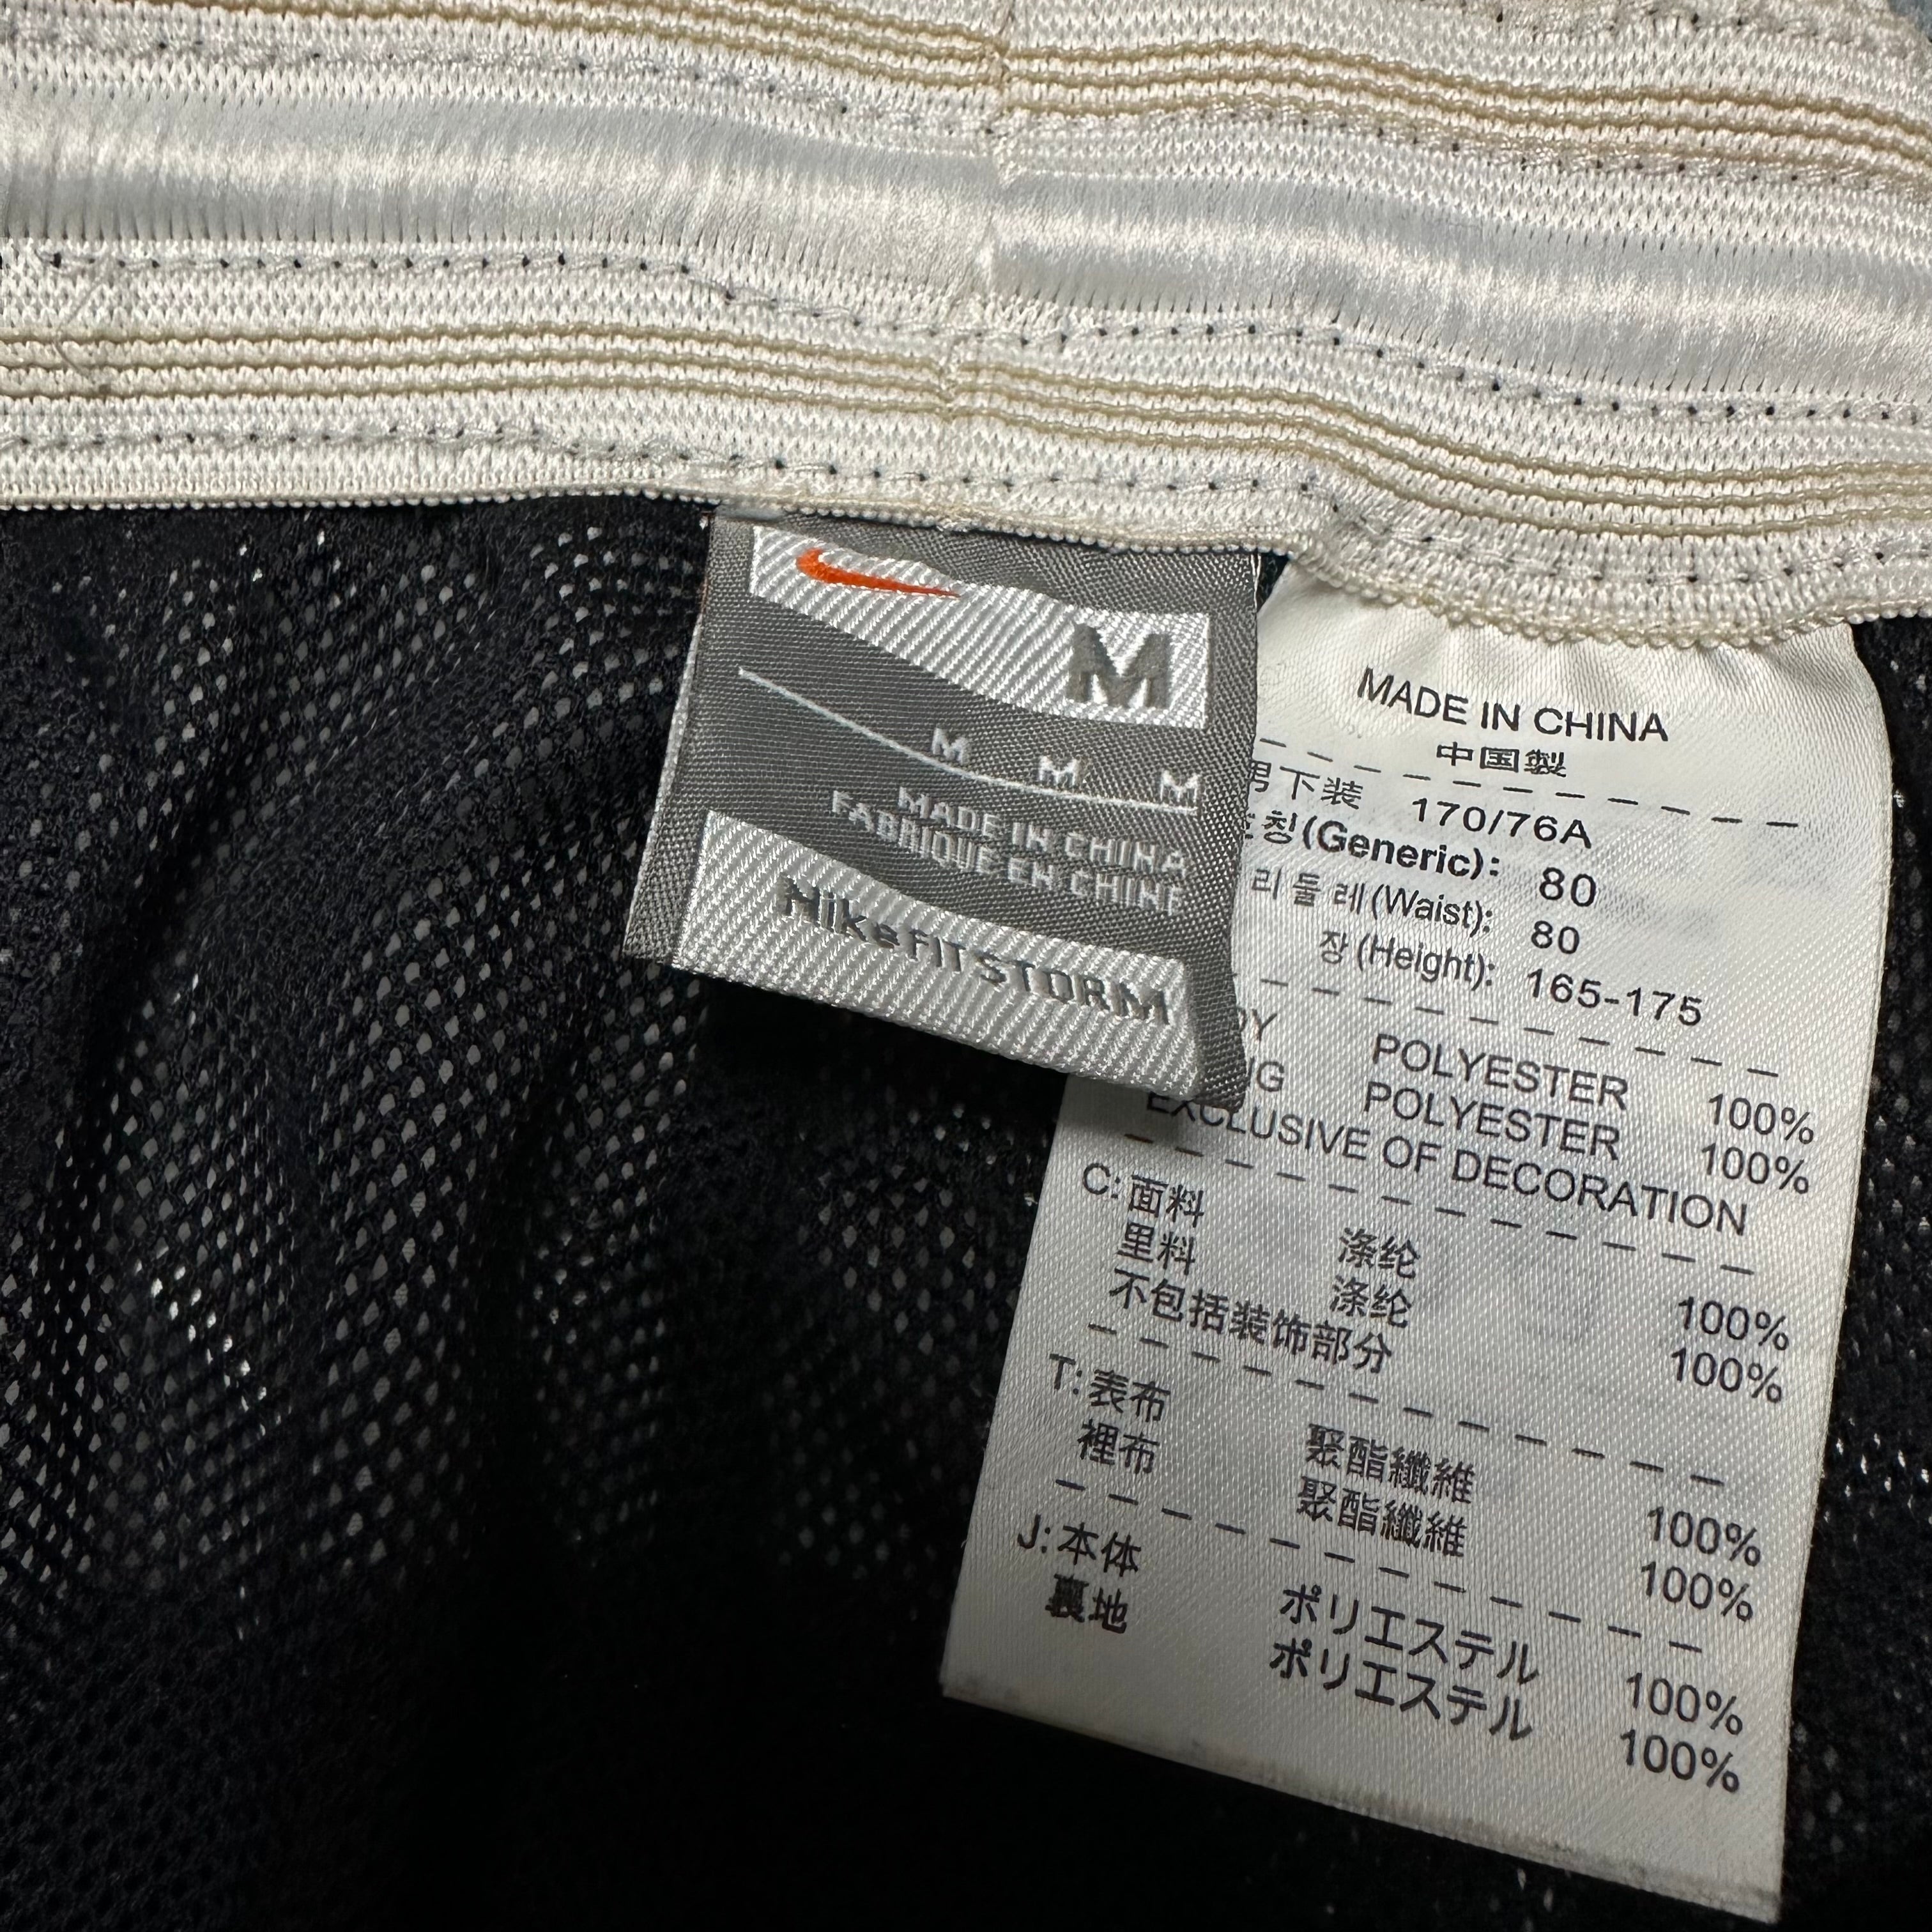 M
M M M
MADE IN CHINA
FABRIQUE EN CHINE
Nike FIT STORM
MADE IN CHINA
中国製
男下装 170/76A
칭(Generic): 80
리둘레(Waist): 80
장(Height): 165-175
POLYESTER 100%
POLYESTER 100%
EXCLUSIVE OF DECORATION
C:面料 涤纶 100%
里料 涤纶 100%
不包括装饰部分
T:表布 聚酯纖維 100%
裡布 聚酯纖維 100%
J:本体 ポリエステル 100%
裏地 ポリエステル 100%